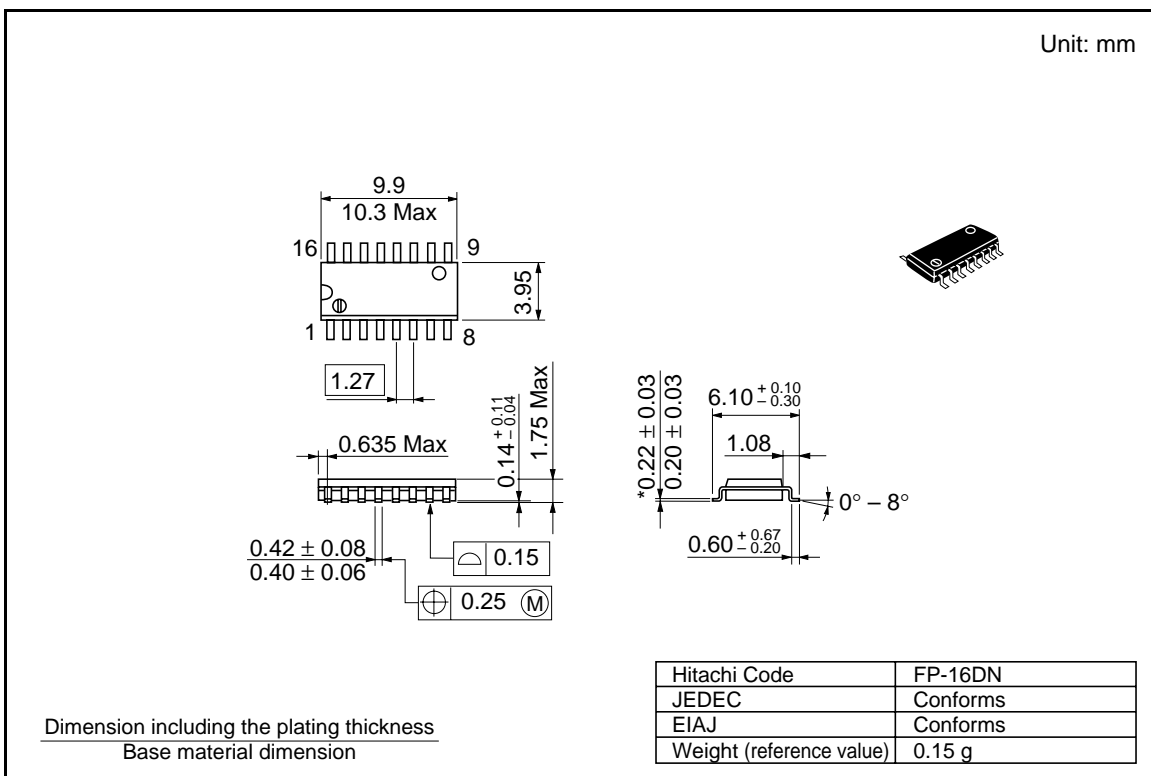 Unit: mm
9.9
10.3 Max
16
9
3.95
1
8
1.27
0.635 Max
0.14 + 0.11 − 0.04
1.75 Max
0.42 ± 0.08
0.40 ± 0.06
0.15
0.25 Ⓜ
*0.22 ± 0.03
0.20 ± 0.03
6.10 + 0.10 − 0.30
1.08
0° – 8°
0.60 + 0.67 − 0.20
Dimension including the plating thickness
Base material dimension
Hitachi Code FP-16DN
JEDEC Conforms
EIAJ Conforms
Weight (reference value) 0.15 g